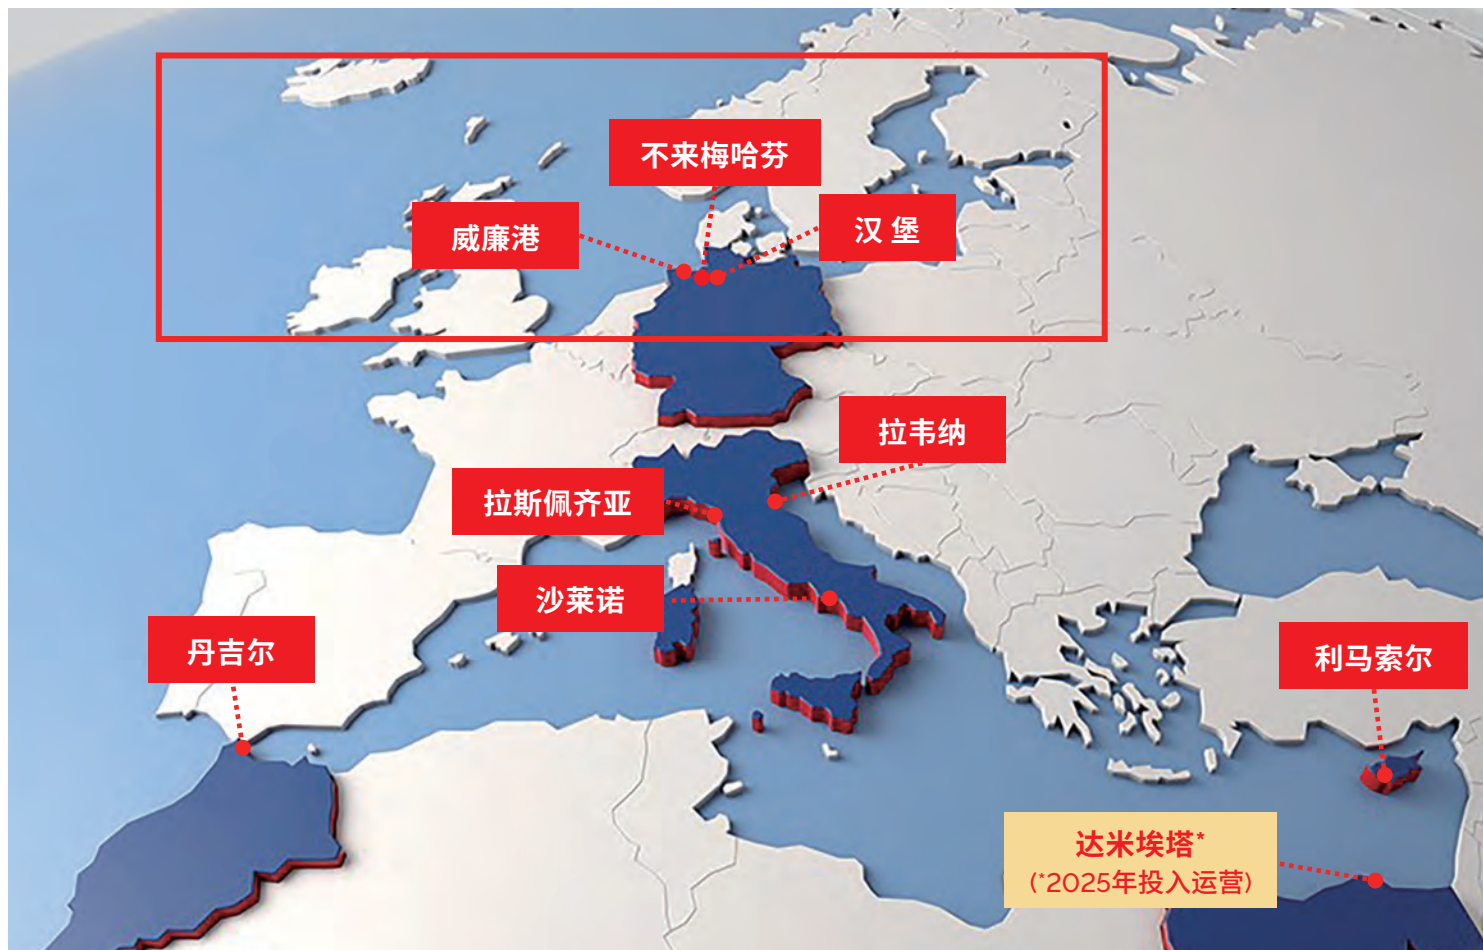 不来梅哈芬
威廉港
汉 堡
拉韦纳
拉斯佩齐亚
沙莱诺
丹吉尔
利马索尔
达米埃塔*
(*2025年投入运营)